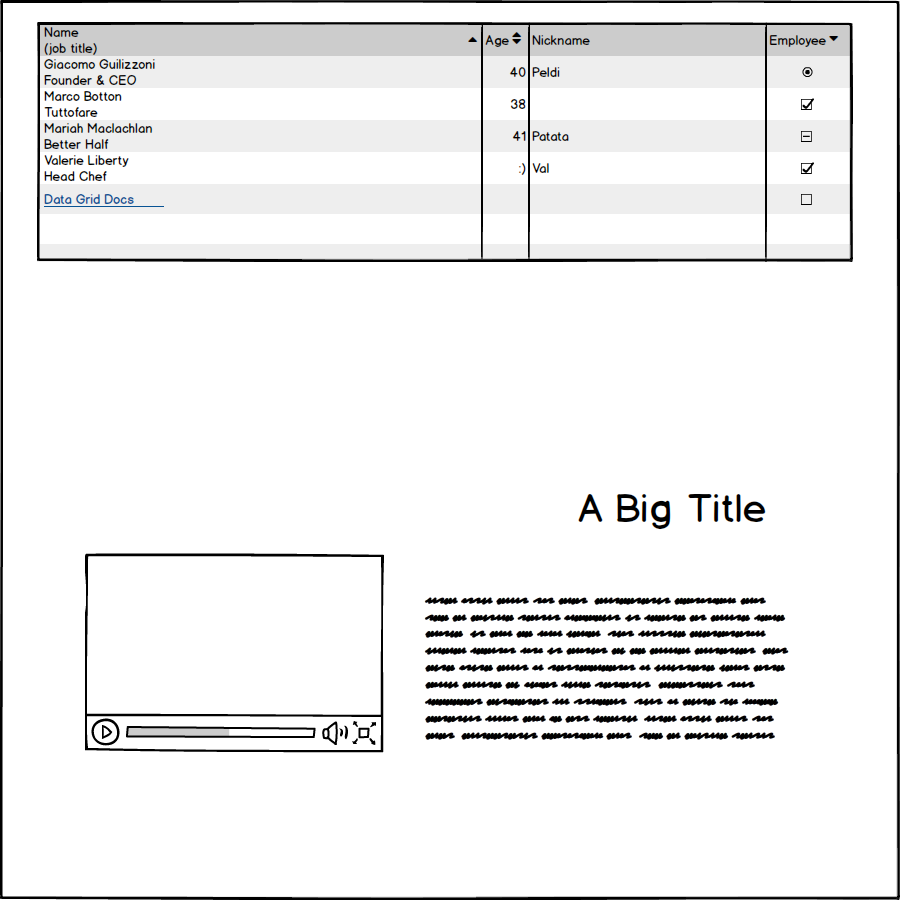 Name
(job title)
Age
Nickname
Employee
Giacomo Guilizzoni
Founder & CEO
40
Peldi
Marco Botton
Tuttofare
38
Mariah Maclachlan
Better Half
41
Patata
Valerie Liberty
Head Chef
:)
Val
Data Grid Docs
A Big Title